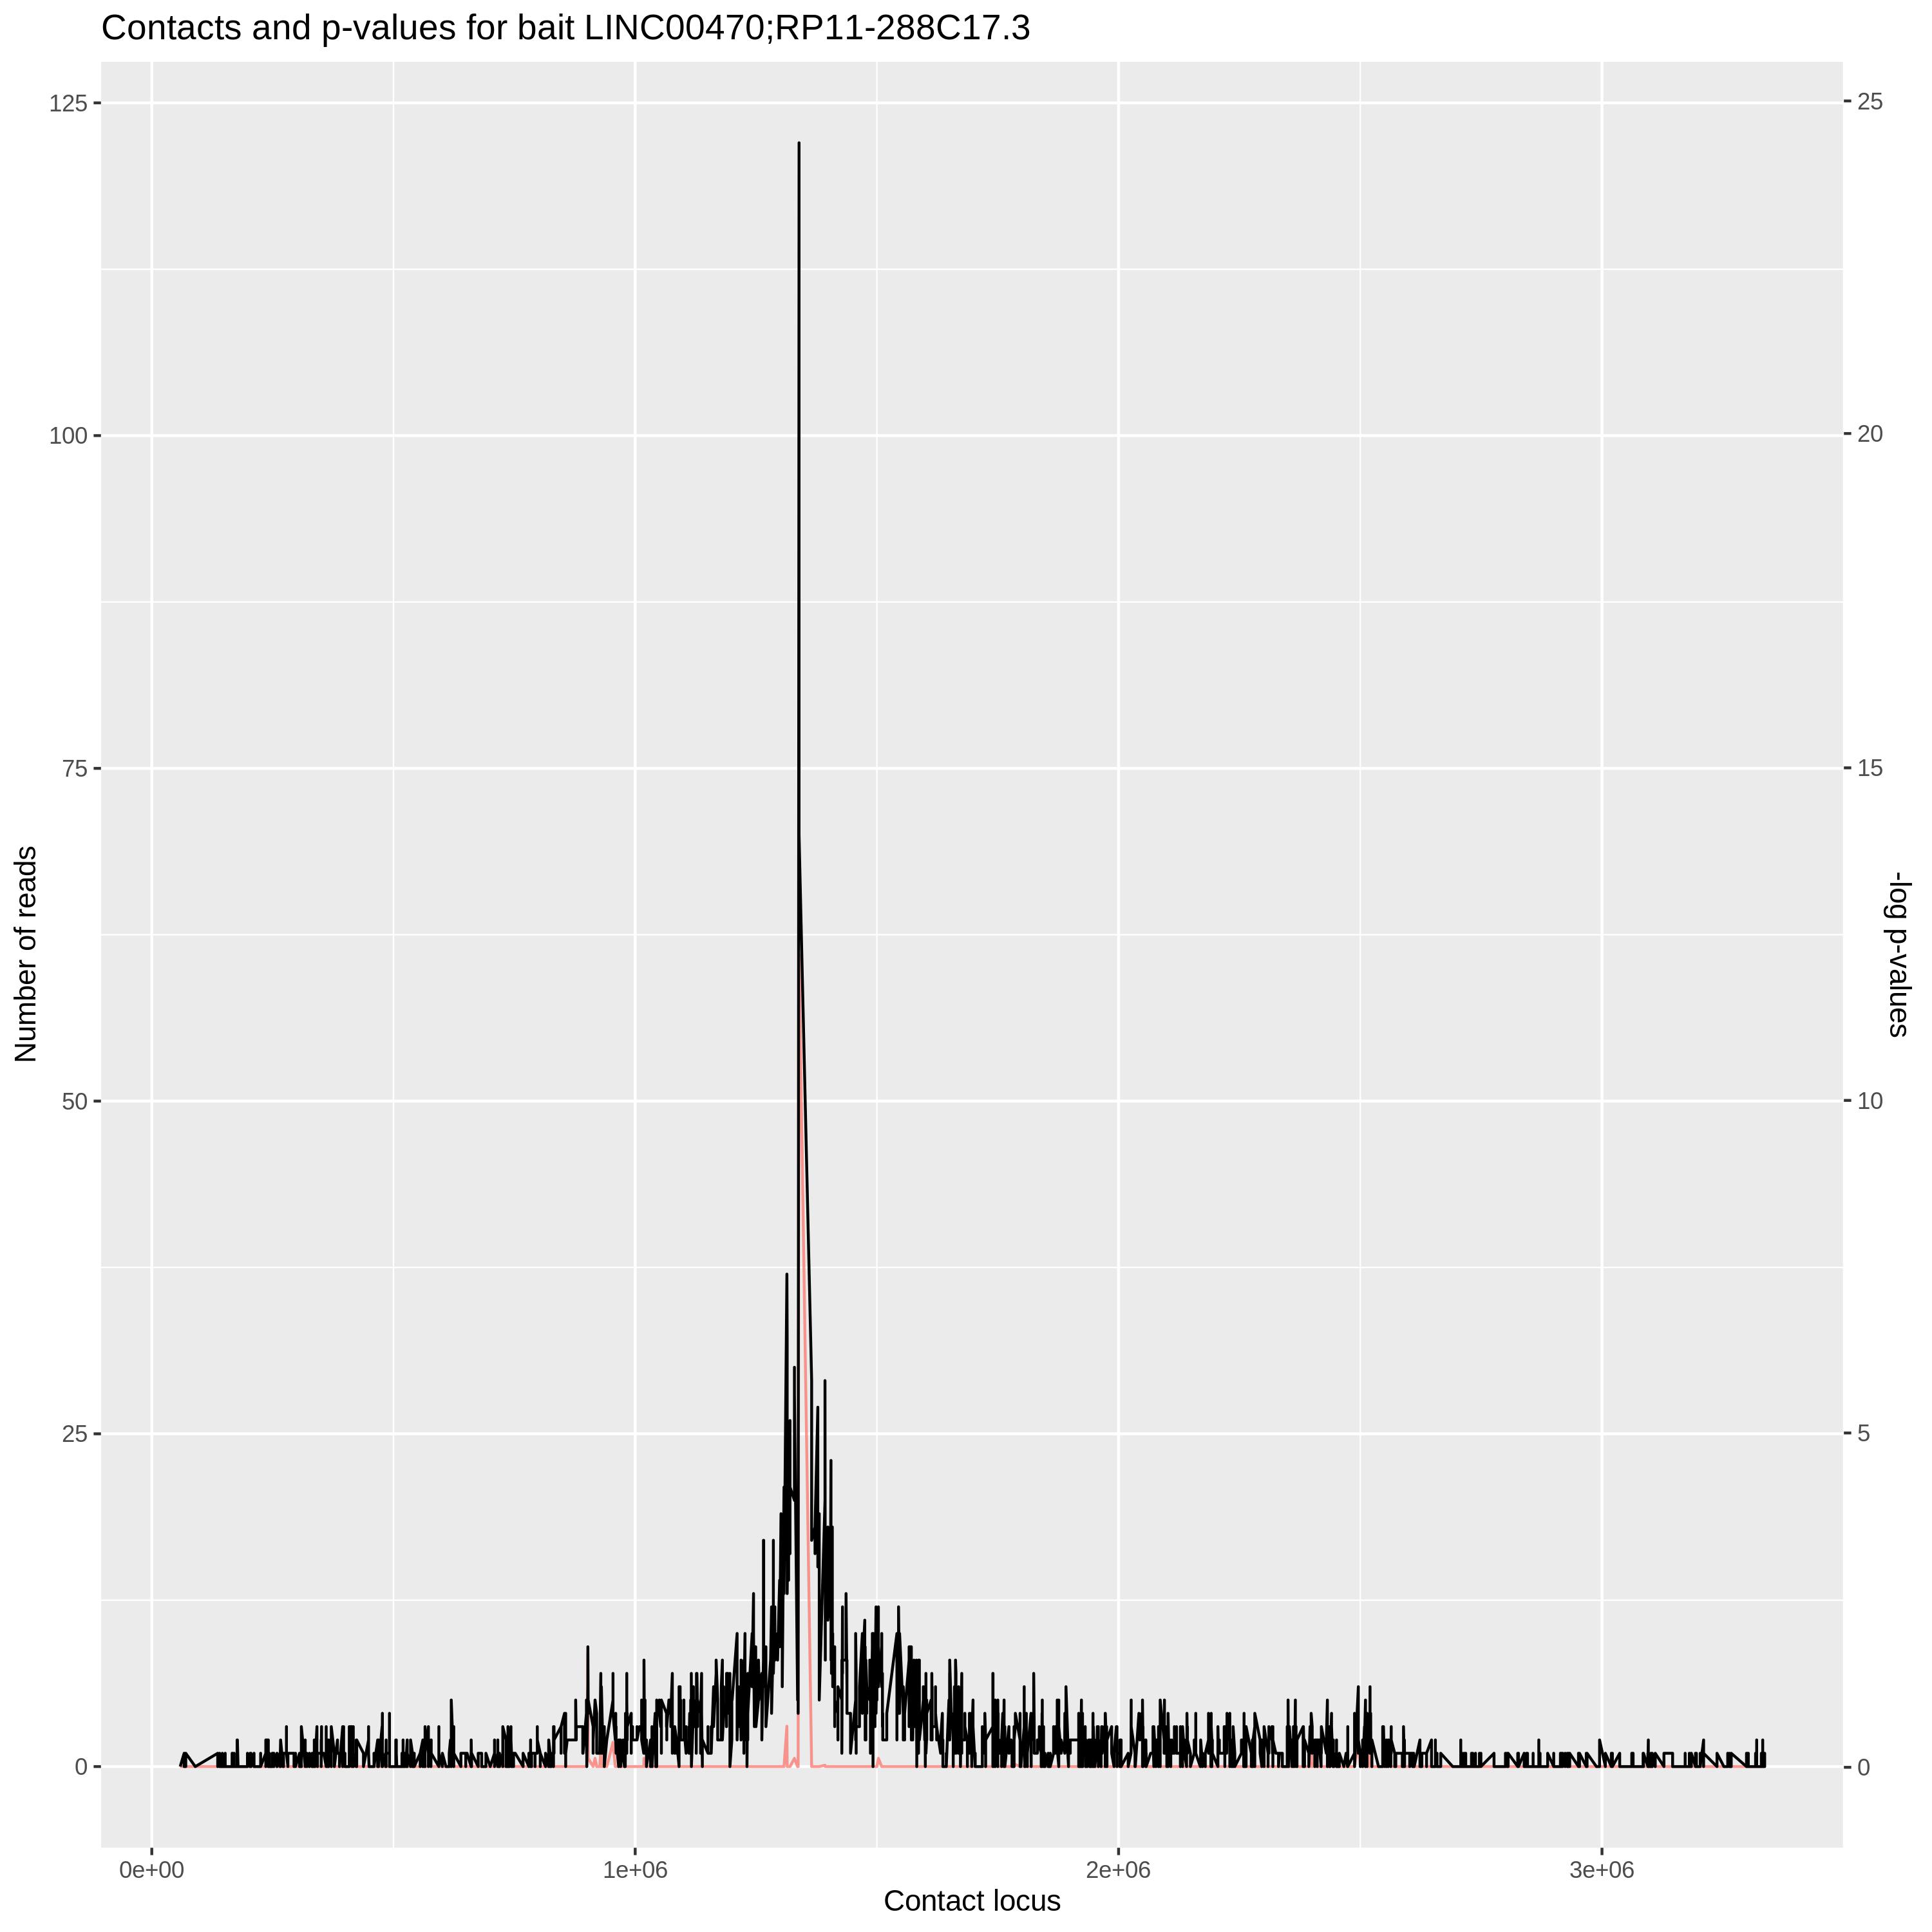 Contacts and p-values for bait LINC00470;RP11-288C17.3
125
100
75
50
25
0
Number of reads
25
20
15
10
5
0
-log p-values
0e+00
1e+06
2e+06
3e+06
Contact locus